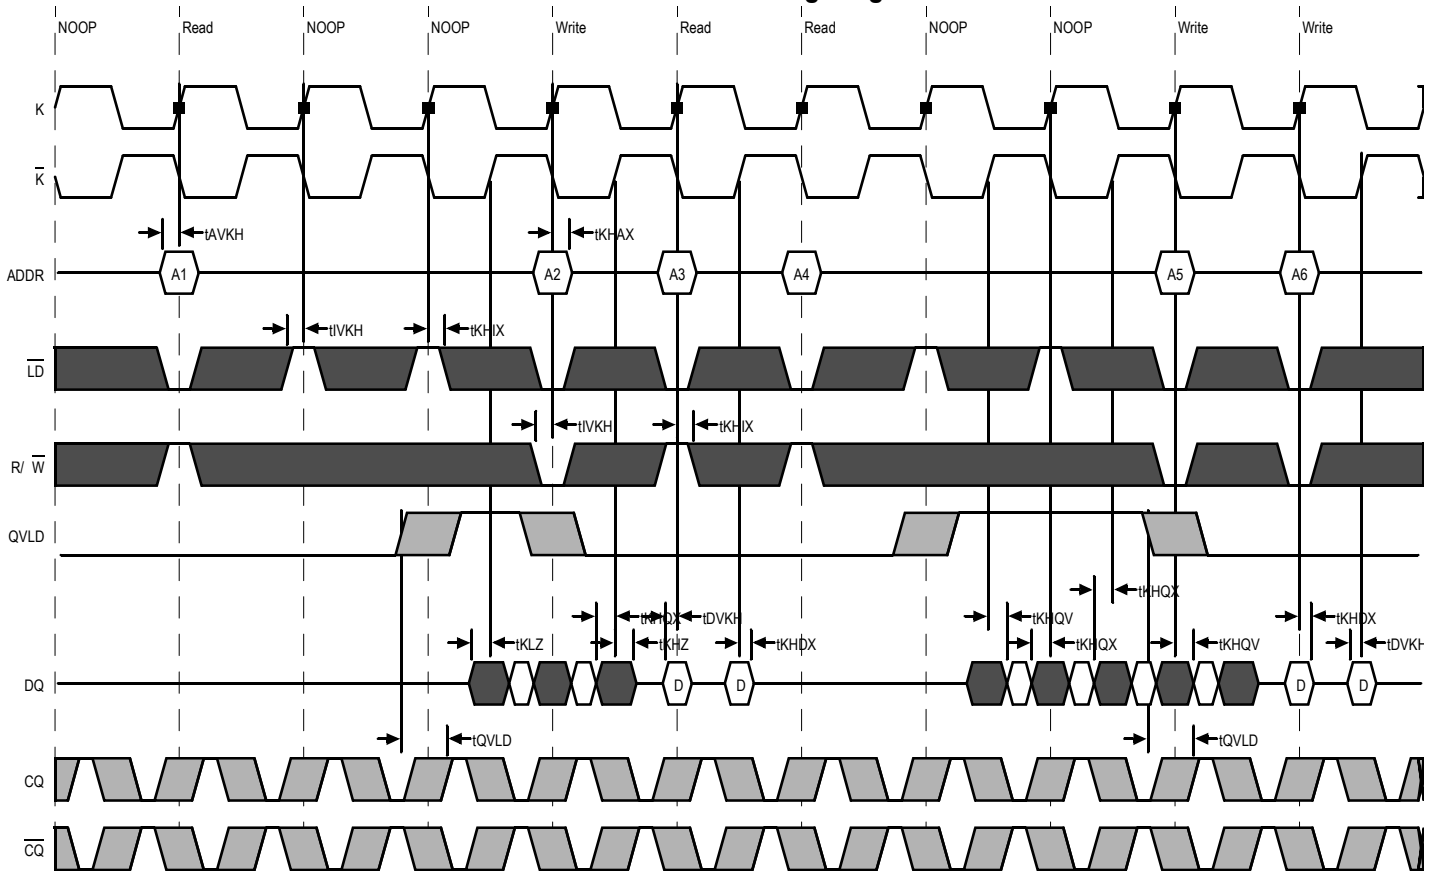 NOOP Read NOOP NOOP Write Read Read NOOP NOOP Write Write
K
K
tAVKH tKHAX
ADDR A1 A2 A3 A4 A5 A6
tIVKH tKHIX
LD
tIVKH tKHIX
R/ W
QVLD
tKHQX
tKHQX tDVKH tKHQV tKHDX
tKLZ tKHZ tKHDX tKHQX tKHQV tDVKH
DQ D D D D
tQVLD tQVLD
CQ
CQ